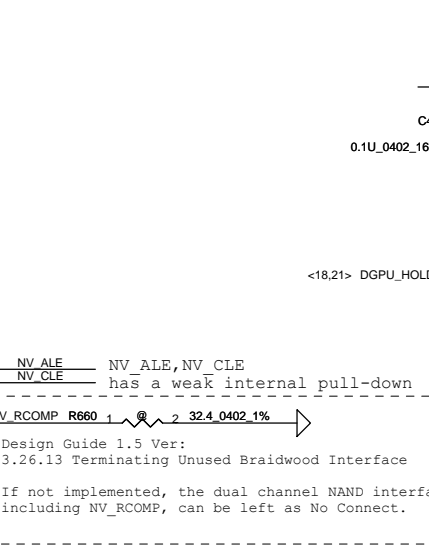 C4
0.1U_0402_16
<18,21> DGPU_HOLD
NV_ALE NV_ALE,NV_CLE
NV_CLE has a weak internal pull-down
V_RCOMP R660 1 @ 2 32.4_0402_1%
Design Guide 1.5 Ver:
3.26.13 Terminating Unused Braidwood Interface
If not implemented, the dual channel NAND interfa
including NV_RCOMP, can be left as No Connect.